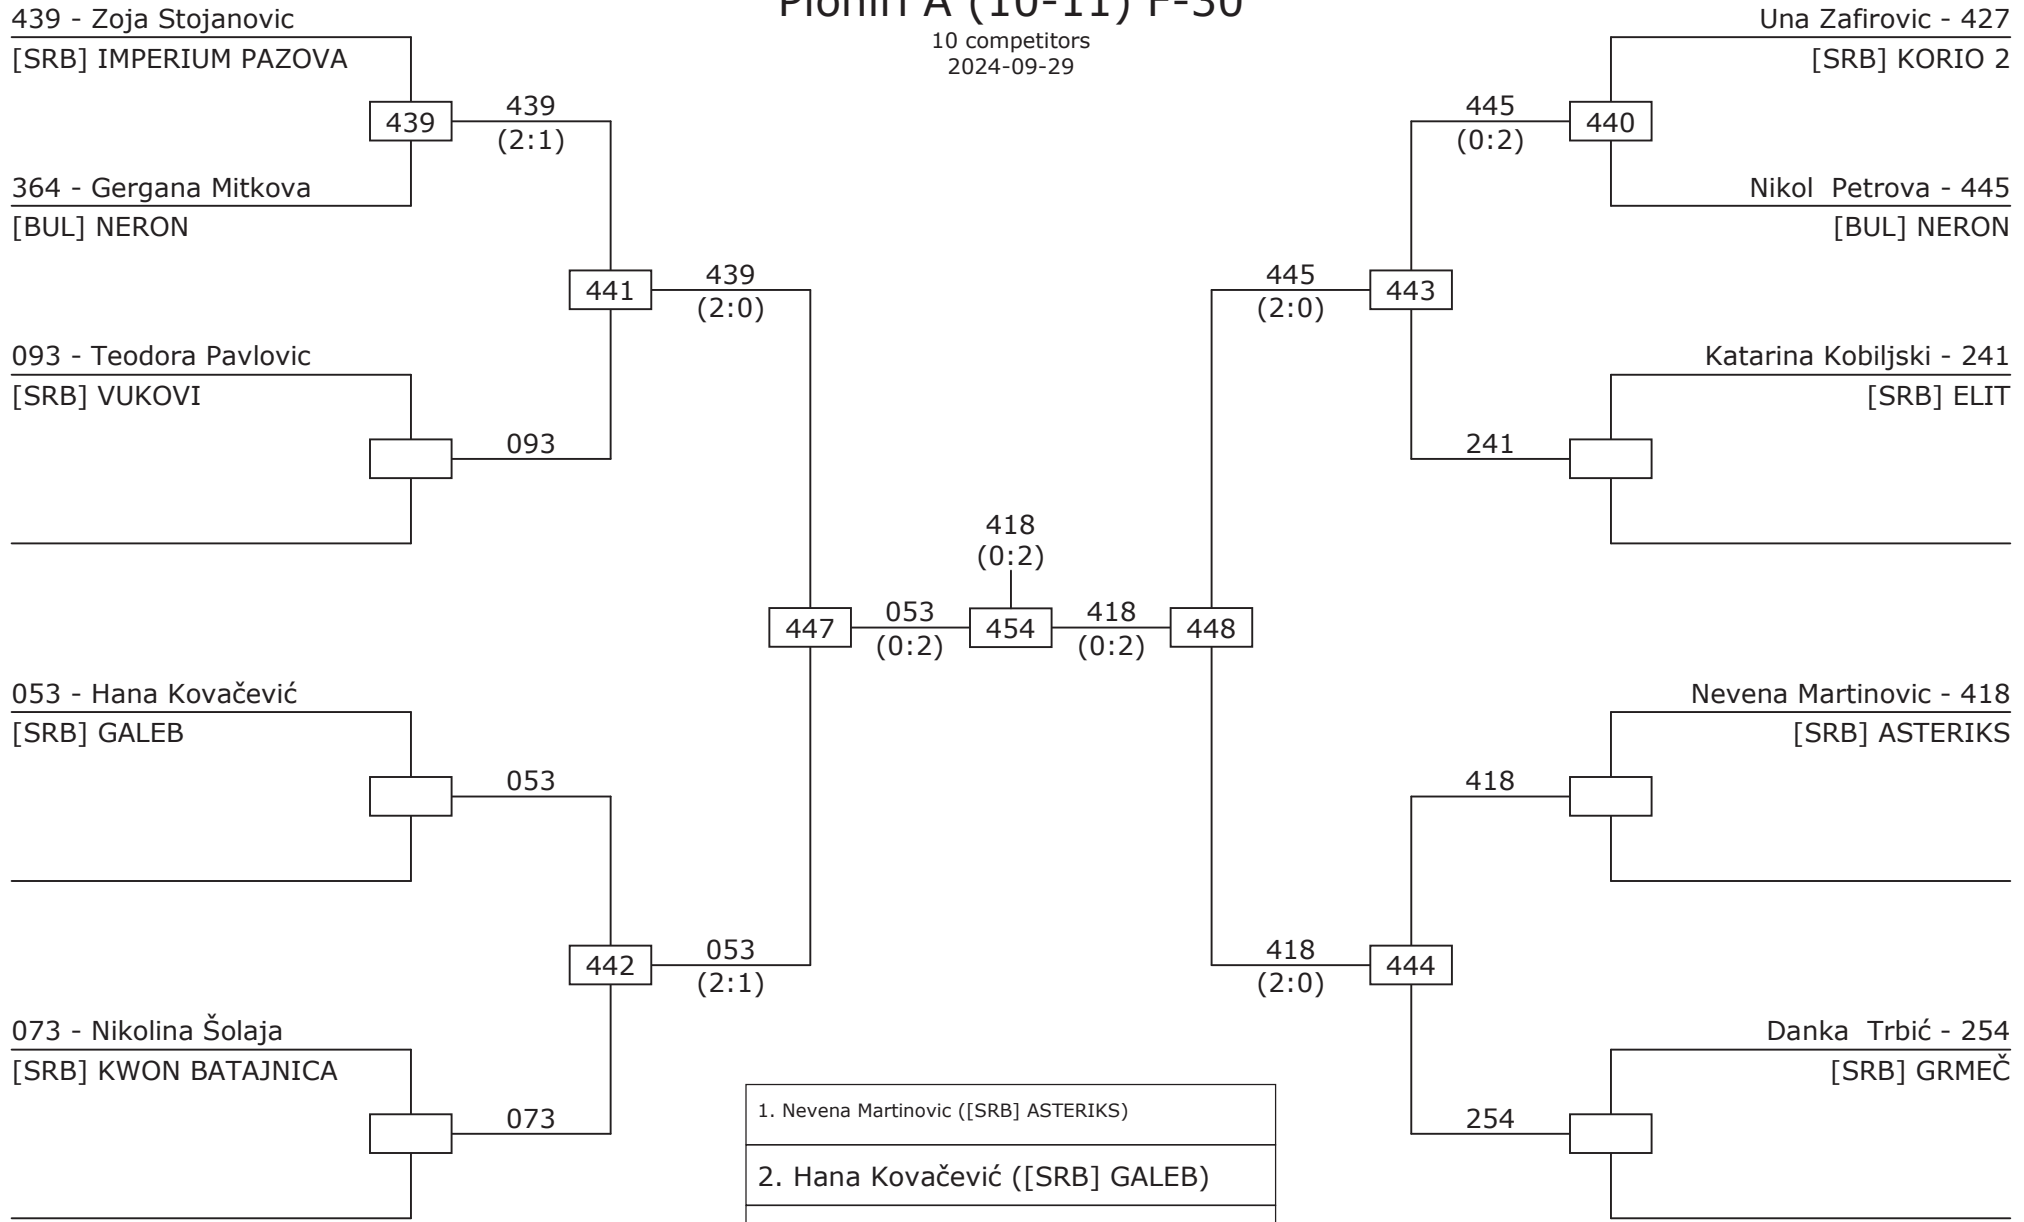 Pionin A (10-11) F-30
10 competitors
2024-09-29
439 - Zoja Stojanovic
[SRB] IMPERIUM PAZOVA
439
439
(2:1)
364 - Gergana Mitkova
[BUL] NERON
441
439
(2:0)
093 - Teodora Pavlovic
[SRB] VUKOVI
093
053 - Hana Kovačević
[SRB] GALEB
053
442
053
(2:1)
073 - Nikolina Šolaja
[SRB] KWON BATAJNICA
073
447
053
(0:2)
418
(0:2)
454
418
(0:2)
448
Una Zafirovic - 427
[SRB] KORIO 2
445
(0:2)
440
Nikol Petrova - 445
[BUL] NERON
445
(2:0)
443
Katarina Kobiljski - 241
[SRB] ELIT
241
Nevena Martinovic - 418
[SRB] ASTERIKS
418
418
(2:0)
444
Danka Trbić - 254
[SRB] GRMEČ
254
1. Nevena Martinovic ([SRB] ASTERIKS)
2. Hana Kovačević ([SRB] GALEB)